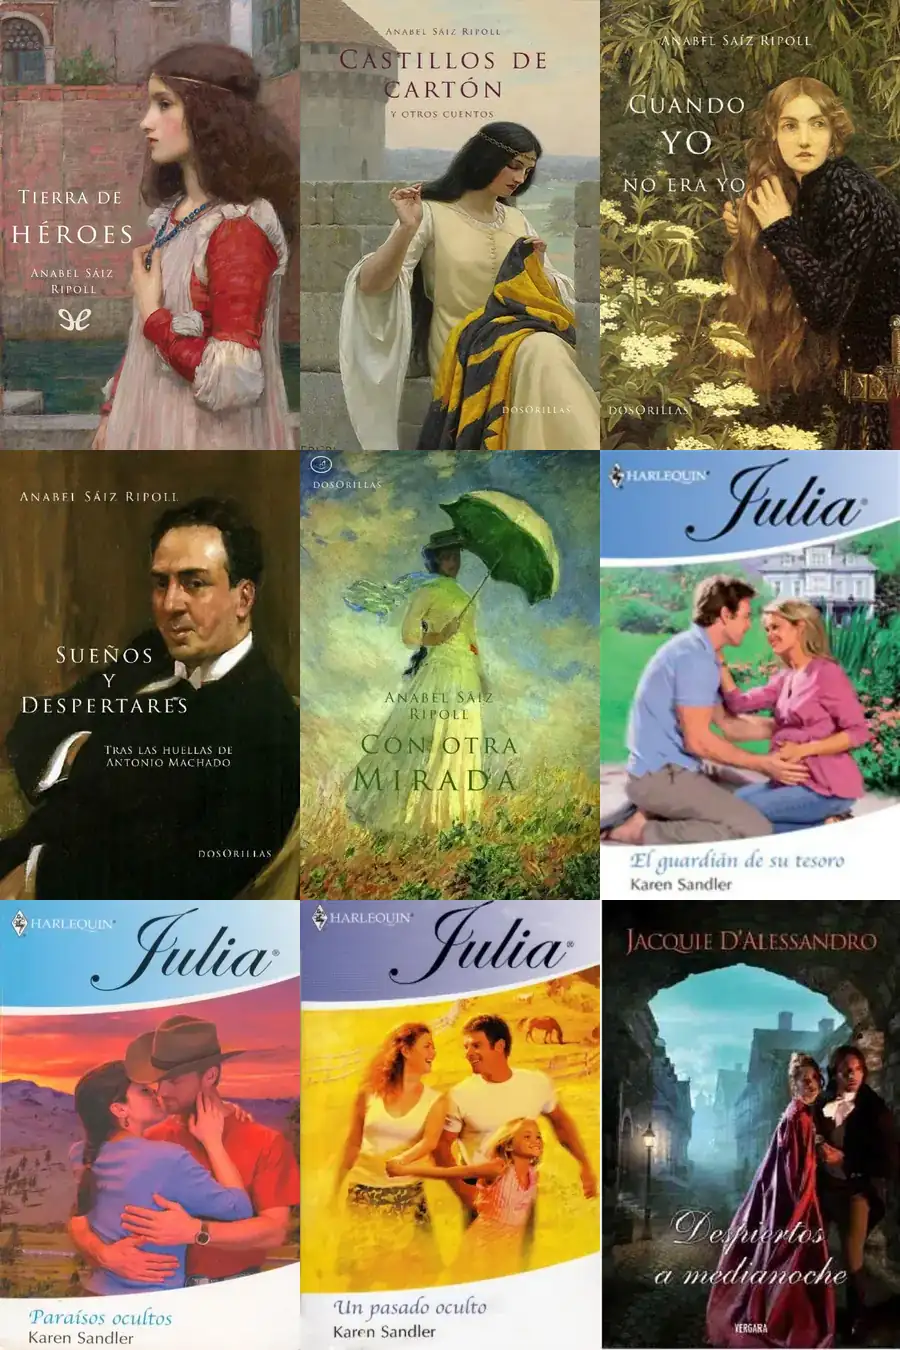 TIERRA DE
HÉROES
ANABEL SÁIZ
RIPOLL
ANABEL SÁIZ RIPOLL
CASTILLOS DE
CARTÓN
Y OTROS CUENTOS
DOSORILLAS
ANABEL SAÍZ RIPOLL
CUANDO
YO
NO ERA YO
DOSORILLAS
ANABEL SÁIZ RIPOLL
SUEÑOS
Y
DESPERTARES
TRAS LAS HUELLAS DE
ANTONIO MACHADO
DOSORILLAS
DOSORILLAS
ANABEL SÁIZ
RIPOLL
CON OTRA
MIRADA
HARLEQUIN®
Julia®
El guardián de su tesoro
Karen Sandler
HARLEQUIN®
Julia®
Paraísos ocultos
Karen Sandler
HARLEQUIN®
Julia®
Un pasado oculto
Karen Sandler
JACQUIE D'ALESSANDRO
Despiertos
a medianoche
VERGARA